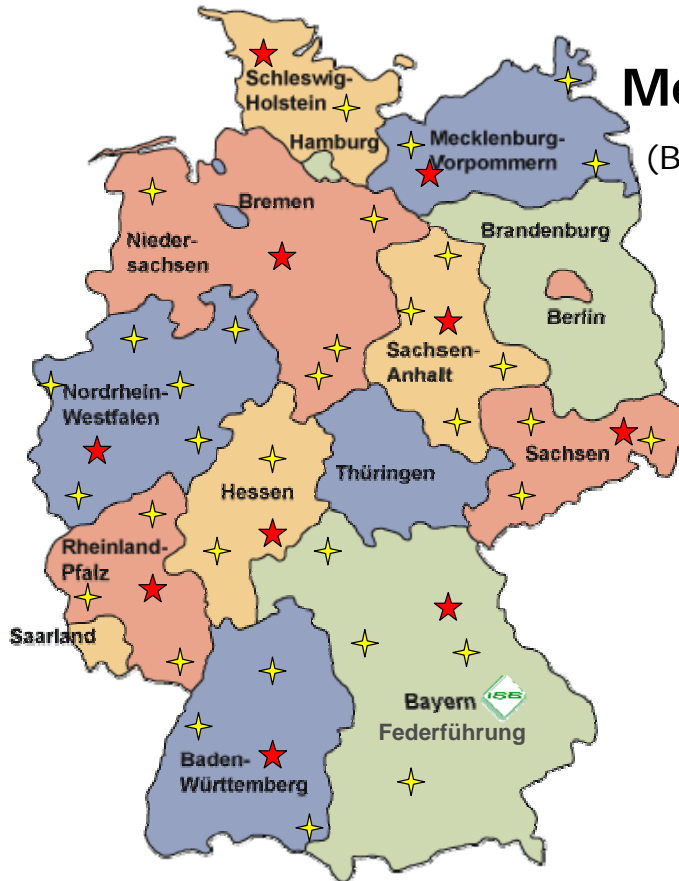 Schleswig-
Holstein
Hamburg
Mecklenburg-
Vorpommern
(B
Bremen
Brandenburg
Nieder-
sachsen
Berlin
Sachsen-
Anhalt
Nordrhein-
Westfalen
Sachsen
Thüringen
Hessen
Rheinland-
Pfalz
Saarland
Bayern
ISB
Federführung
Baden-
Württemberg